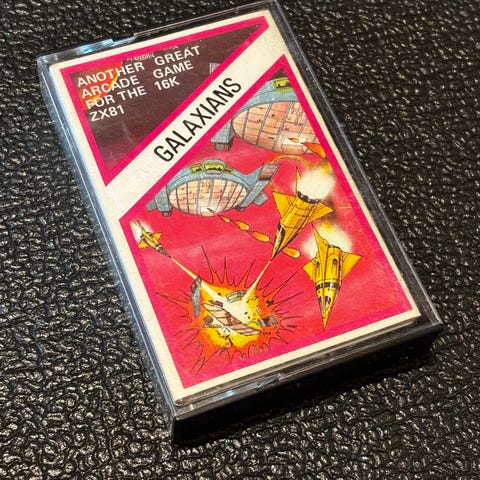 ANOTHER GREAT
ARCADE GAME
FOR THE 16K
ZX81
GALAXIANS